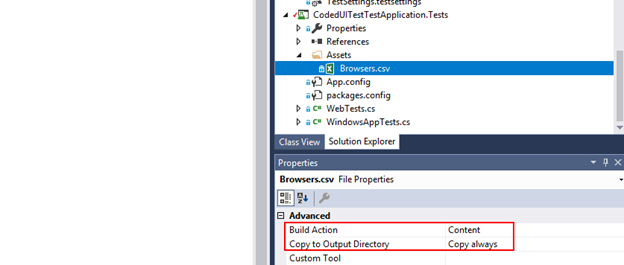 TestSettings.testsettings
CodedUITestTestApplication.Tests
Properties
References
Assets
Browsers.csv
App.config
packages.config
WebTests.cs
WindowsAppTests.cs
Class View Solution Explorer
Properties
Browsers.csv File Properties
Advanced
Build Action Content
Copy to Output Directory Copy always
Custom Tool